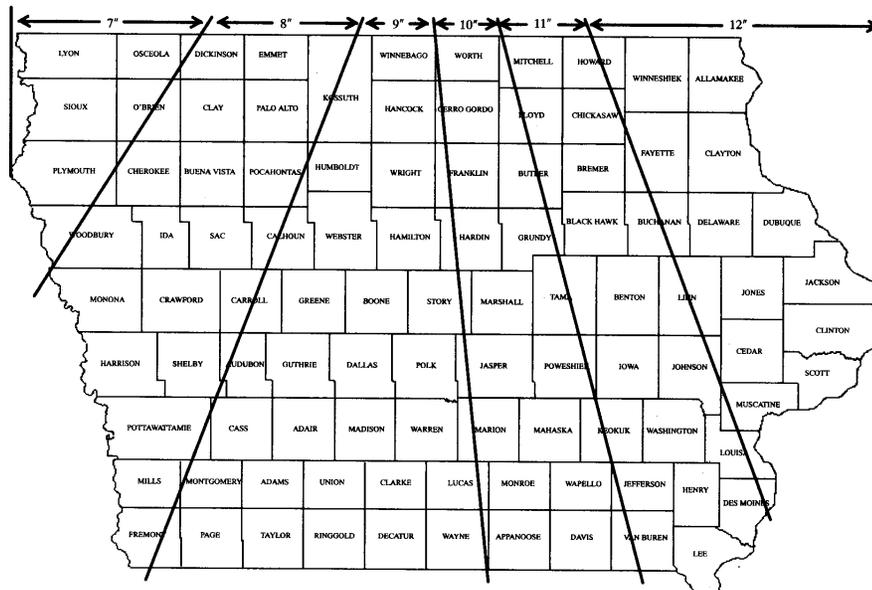 7" 8" 9" 10" 11" 12"
LYON OSCEOLA DICKINSON EMMET WINNEBAGO WORTH MITCHELL HOWARD WINNESHIEK ALLAMAKEE
SIOUX O'BRIEN CLAY PALO ALTO KOSSUTH HANCOCK CERRO GORDO FLOYD CHICKASAW
PLYMOUTH CHEROKEE BUENA VISTA POCAHONTAS HUMBOLDT WRIGHT FRANKLIN BUTLER BREMER FAYETTE CLAYTON
WOODBURY IDA SAC CALHOUN WEBSTER HAMILTON HARDIN GRUNDY BLACK HAWK BUCHANAN DELAWARE DUBUQUE
MONONA CRAWFORD CARROLL GREENE BOONE STORY MARSHALL TAMA BENTON LINN JONES JACKSON
CLINTON
HARRISON SHELBY AUDUBON GUTHRIE DALLAS POLK JASPER POWESHIEK IOWA JOHNSON CEDAR SCOTT
MUSCATINE
POTTAWATTAMIE CASS ADAIR MADISON WARREN MARION MAHASKA KEOKUK WASHINGTON LOUISA
MILLS MONTGOMERY ADAMS UNION CLARKE LUCAS MONROE WAPELLO JEFFERSON HENRY DES MOINES
FREMONT PAGE TAYLOR RINGGOLD DECATUR WAYNE APPANOOSE DAVIS VAN BUREN LEE